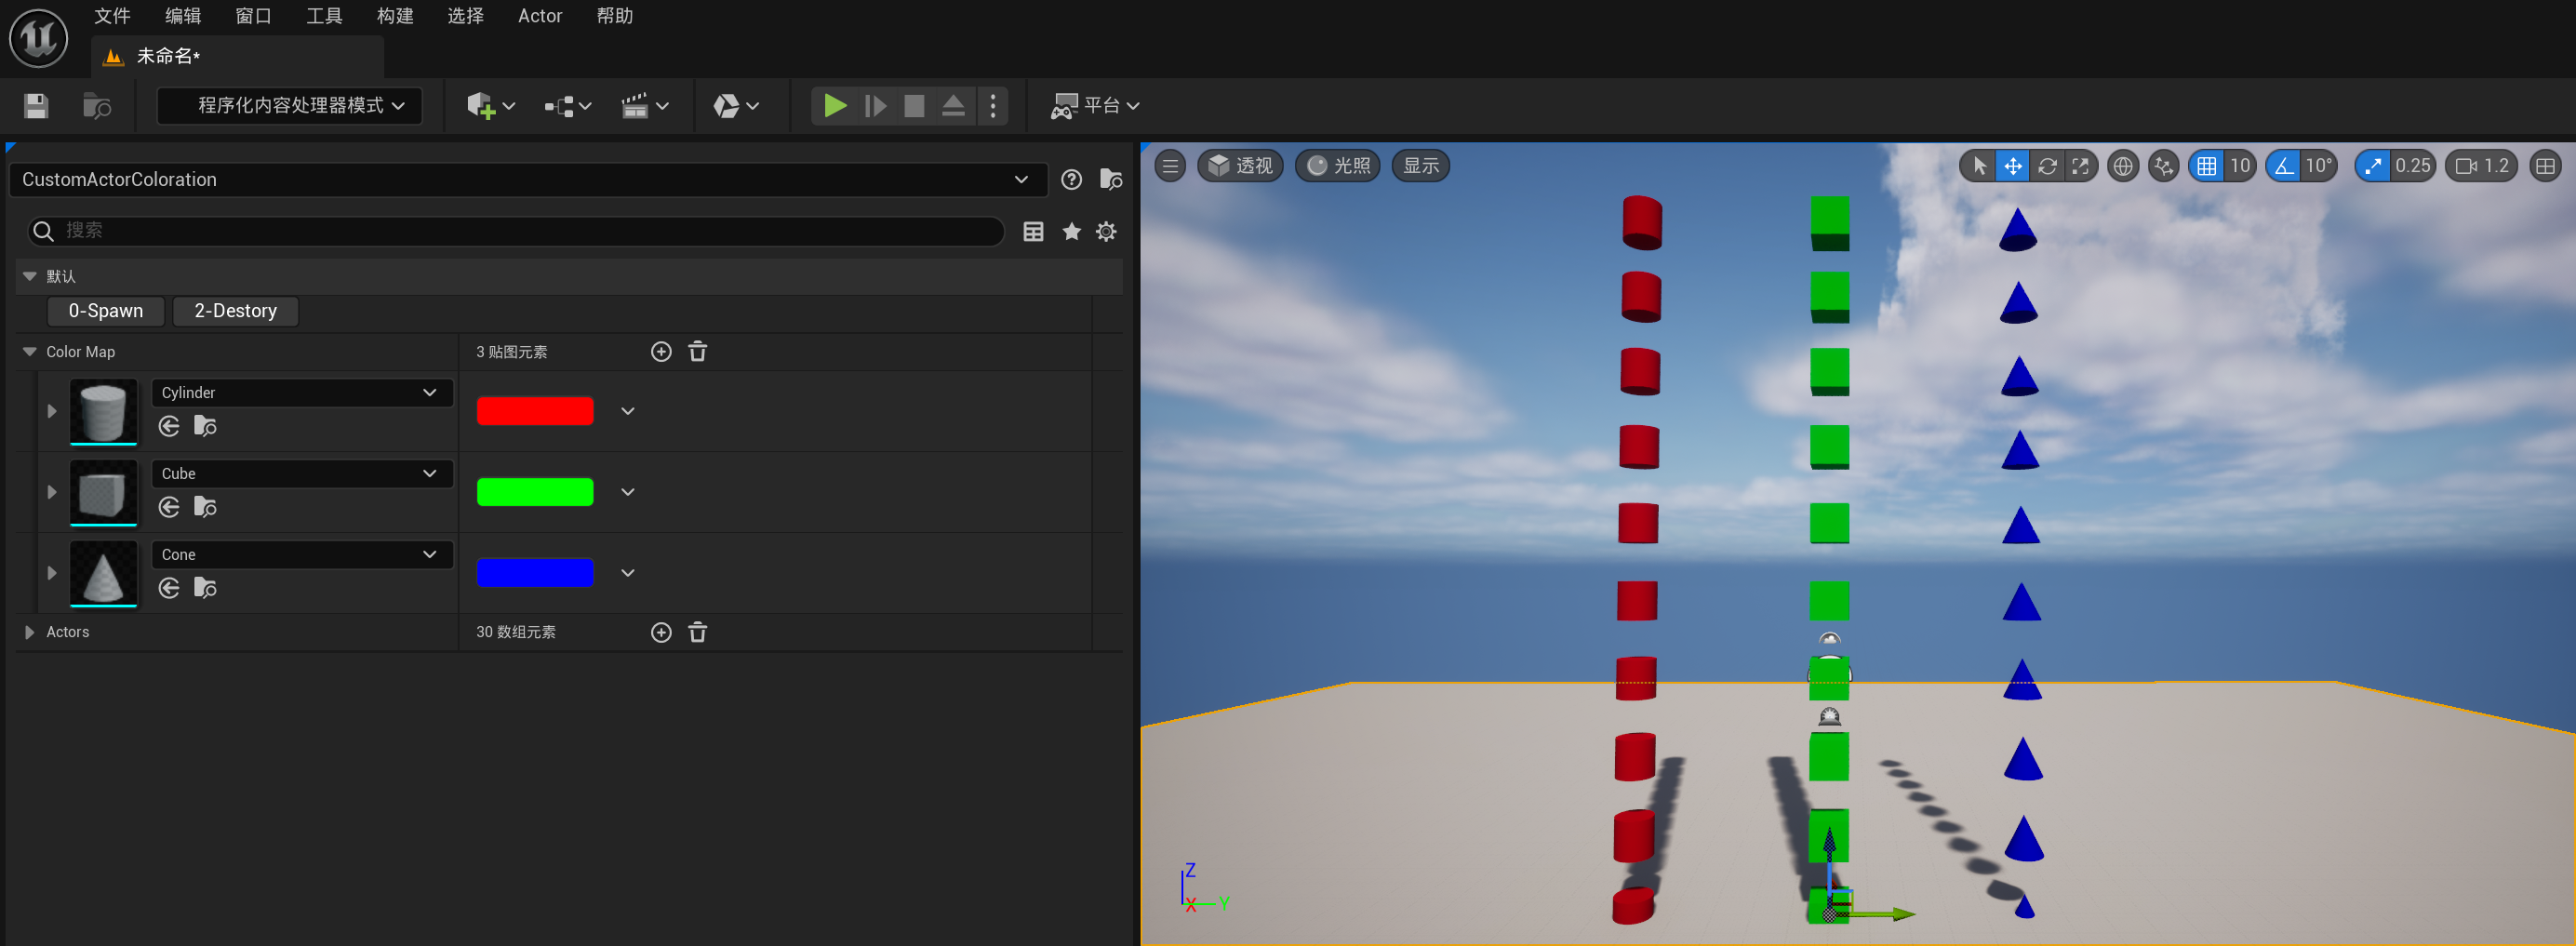 文件 编辑 窗口 工具 构建 选择 Actor 帮助
未命名*
程序化内容处理器模式 平台
CustomActorColoration
透视 光照 显示 10 10° 0.25 1.2
搜索
默认
0-Spawn 2-Destory
Color Map 3 贴图元素
Cylinder
Cube
Cone
Actors 30 数组元素
Z
X Y